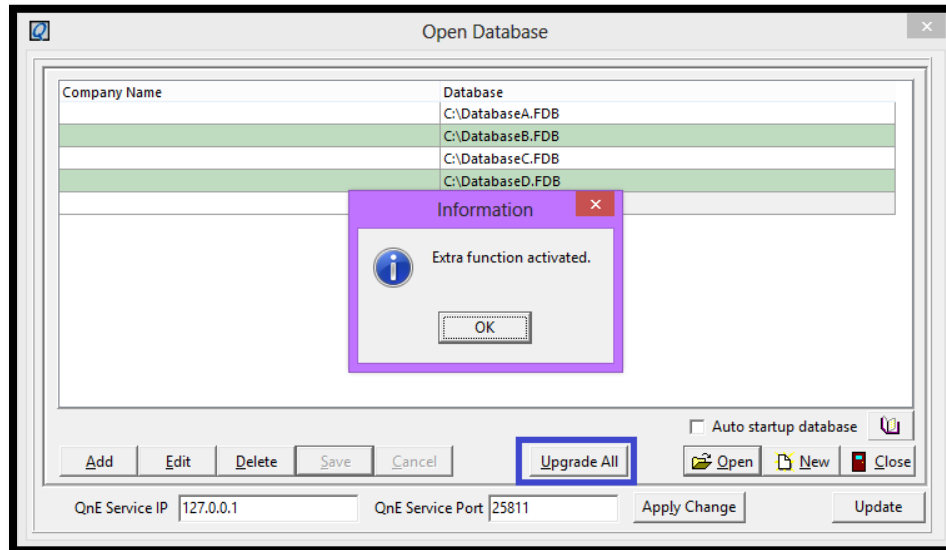 Open Database
Company Name Database
C:\DatabaseA.FDB
C:\DatabaseB.FDB
C:\DatabaseC.FDB
C:\DatabaseD.FDB
Information
Extra function activated.
OK
Auto startup database
Add Edit Delete Save Cancel Upgrade All Open New Close
QnE Service IP 127.0.0.1 QnE Service Port 25811 Apply Change Update